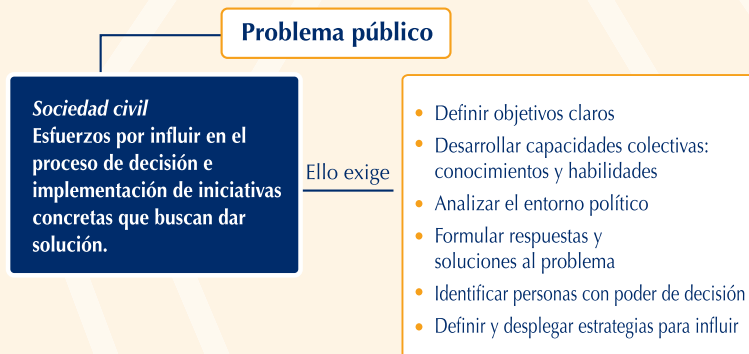 Problema público
Sociedad civil
Esfuerzos por influir en el
proceso de decisión e
implementación de iniciativas
concretas que buscan dar
solución.
Ello exige
• Definir objetivos claros
• Desarrollar capacidades colectivas:
conocimientos y habilidades
• Analizar el entorno político
• Formular respuestas y
soluciones al problema
• Identificar personas con poder de decisión
• Definir y desplegar estrategias para influir